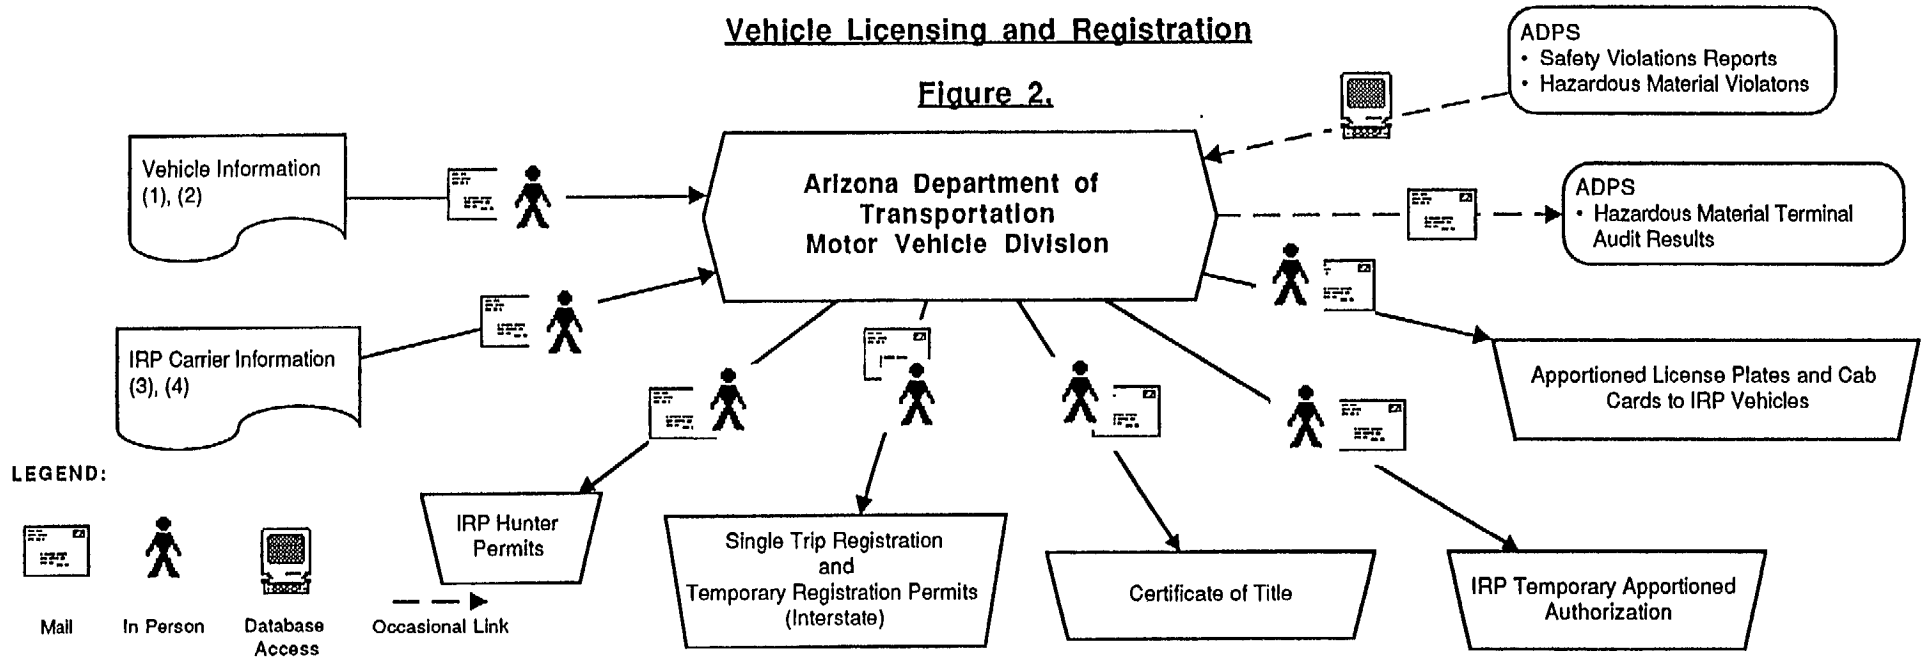 Vehicle Licensing and Registration
Figure 2.
ADPS
• Safety Violations Reports
• Hazardous Material Violatons
Vehicle Information
(1), (2)
Arizona Department of
Transportation
Motor Vehicle Division
ADPS
• Hazardous Material Terminal
Audit Results
IRP Carrier Information
(3), (4)
Apportioned License Plates and Cab
Cards to IRP Vehicles
LEGEND:
Mail
In Person
Database
Access
Occasional Link
IRP Hunter
Permits
Single Trip Registration
and
Temporary Registration Permits
(Interstate)
Certificate of Title
IRP Temporary Apportioned
Authorization